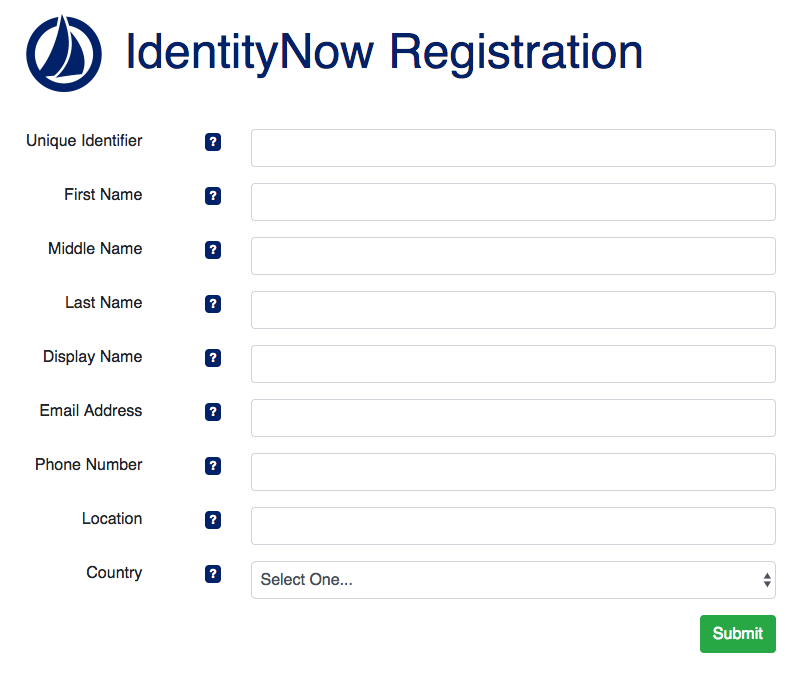 IdentityNow Registration
Unique Identifier ?
First Name ?
Middle Name ?
Last Name ?
Display Name ?
Email Address ?
Phone Number ?
Location ?
Country ? Select One...
Submit